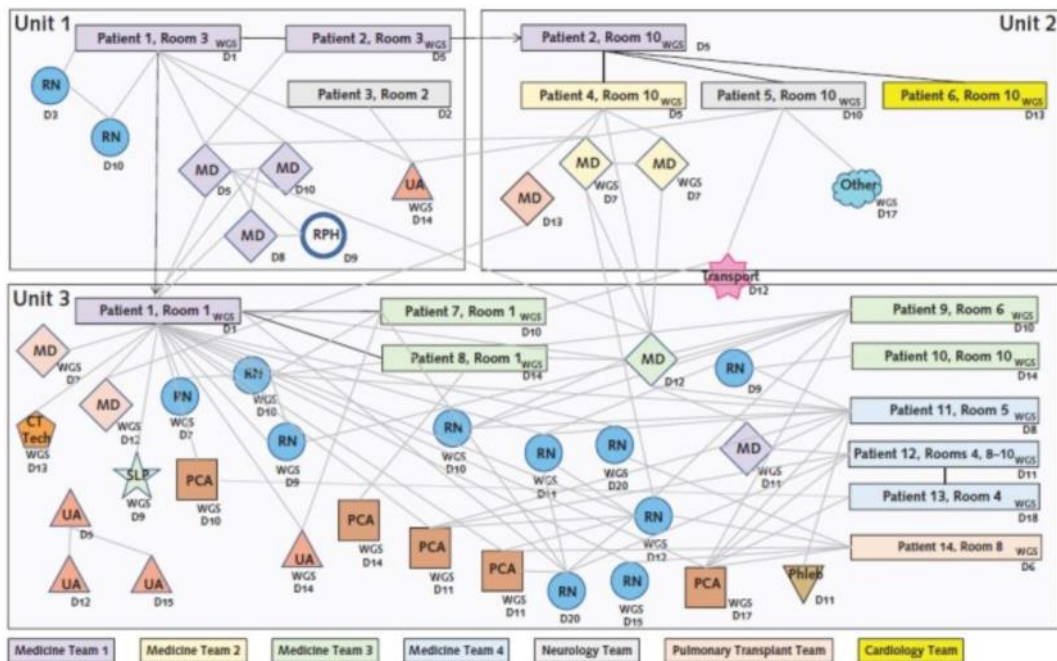 Unit 1
Patient 1, Room 3 WGS
D1
Patient 2, Room 3 WGS
D5
RN
D3
Patient 3, Room 2
D2
RN
D10
MD
D5
MD
D10
UA
WGS
D14
MD
D8
RPH
D9
Unit 2
Patient 2, Room 10 WGS
D5
Patient 4, Room 10 WGS
D5
Patient 5, Room 10 WGS
D10
Patient 6, Room 10 WGS
D13
MD
WGS
D7
MD
WGS
D7
MD
D13
Other
WGS
D17
Transport
D12
Unit 3
Patient 1, Room 1 WGS
D1
Patient 7, Room 1
D10
Patient 9, Room 6 WGS
D10
MD
WGS
Patient 8, Room 1 WGS
D14
MD
D12
RN
D9
Patient 10, Room 10 WGS
D14
RN
WGS
D10
RN
WGS
D7
MD
WGS
D12
Patient 11, Room 5 WGS
D8
CT
Tech
WGS
D13
RN
WGS
D9
RN
WGS
D10
RN
WGS
D11
RN
WGS
D20
MD
WGS
D11
Patient 12, Rooms 4, 8–10 WGS
D11
SLP
WGS
D9
PCA
WGS
D10
Patient 13, Room 4 WGS
D18
UA
D5
PCA
WGS
D14
RN
WGS
D12
UA
WGS
D14
PCA
WGS
D11
Patient 14, Room 8 WGS
D6
UA
D12
UA
D15
PCA
WGS
D11
RN
D20
RN
WGS
D15
PCA
WGS
D17
Phleb
D11
Medicine Team 1
Medicine Team 2
Medicine Team 3
Medicine Team 4
Neurology Team
Pulmonary Transplant Team
Cardiology Team